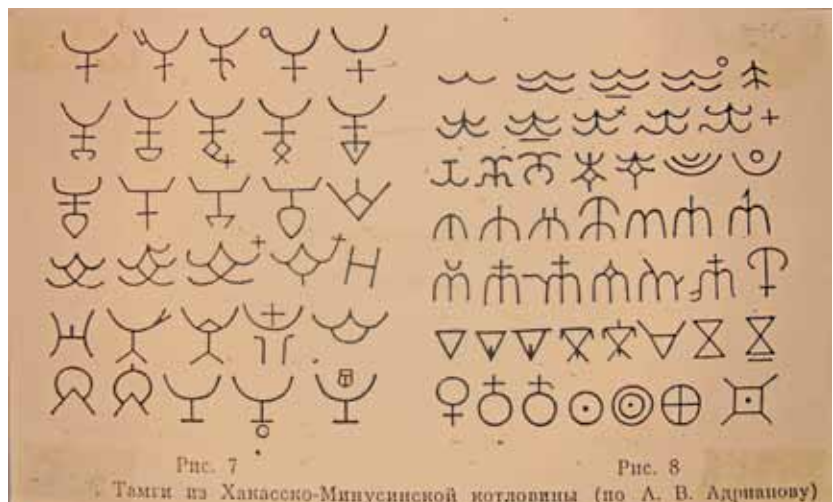 Рис. 7
Рис. 8
Тамги из Хакасско-Минусинской котловины (по А. В. Адрианову)